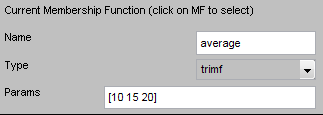 Current Membership Function (click on MF to select)
Name average
Type trimf
Params [10 15 20]